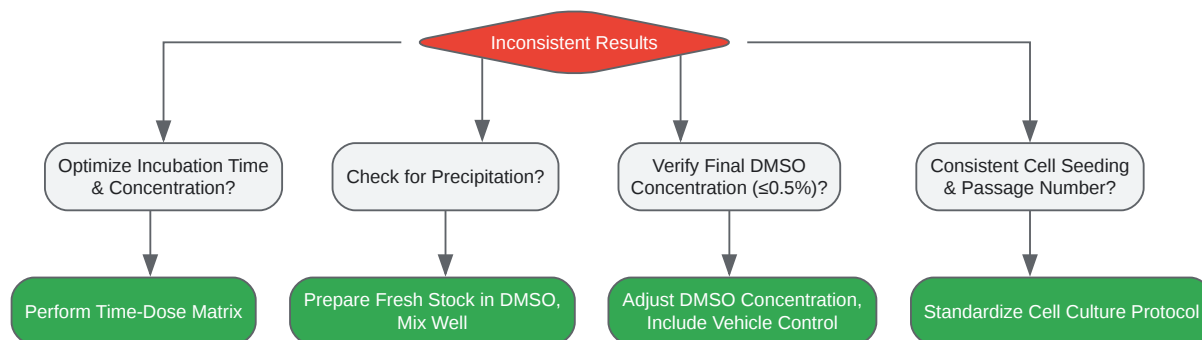 Inconsistent Results
Optimize Incubation Time
& Concentration?
Check for Precipitation?
Verify Final DMSO
Concentration (≤0.5%)?
Consistent Cell Seeding
& Passage Number?
Perform Time-Dose Matrix
Prepare Fresh Stock in DMSO,
Mix Well
Adjust DMSO Concentration,
Include Vehicle Control
Standardize Cell Culture Protocol